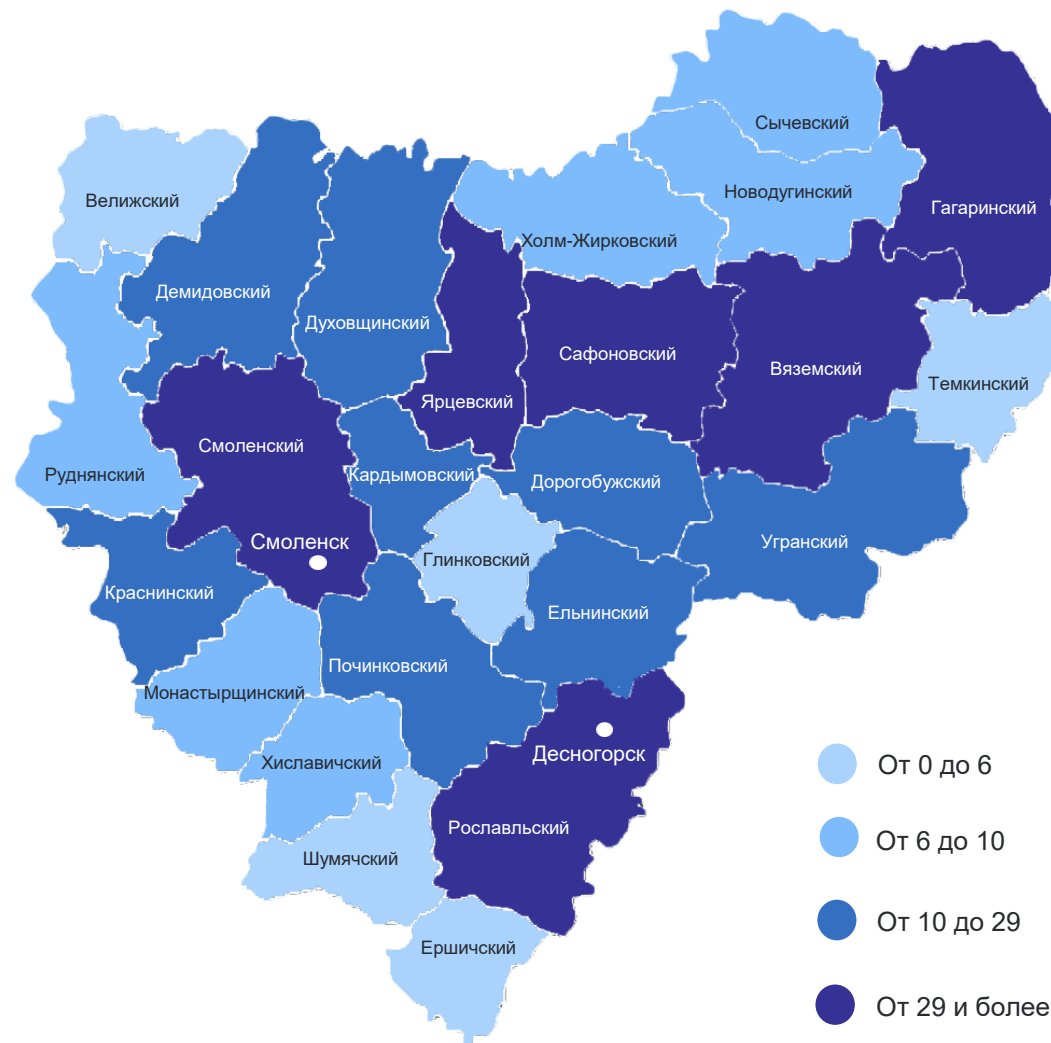 Сычевский
Новодугинский
Велижский
Гагаринский
Холм-Жирковский
Демидовский
Духовщинский
Сафоновский
Вяземский
Темкинский
Ярцевский
Смоленский
Руднянский
Кардымовский
Дорогобужский
Смоленск
Угранский
Глинковский
Краснинский
Ельнинский
Починковский
Монастырщинский
Десногорск
Хиславичский
От 0 до 6
Рославльский
От 6 до 10
Шумячский
От 10 до 29
Ершичский
От 29 и более